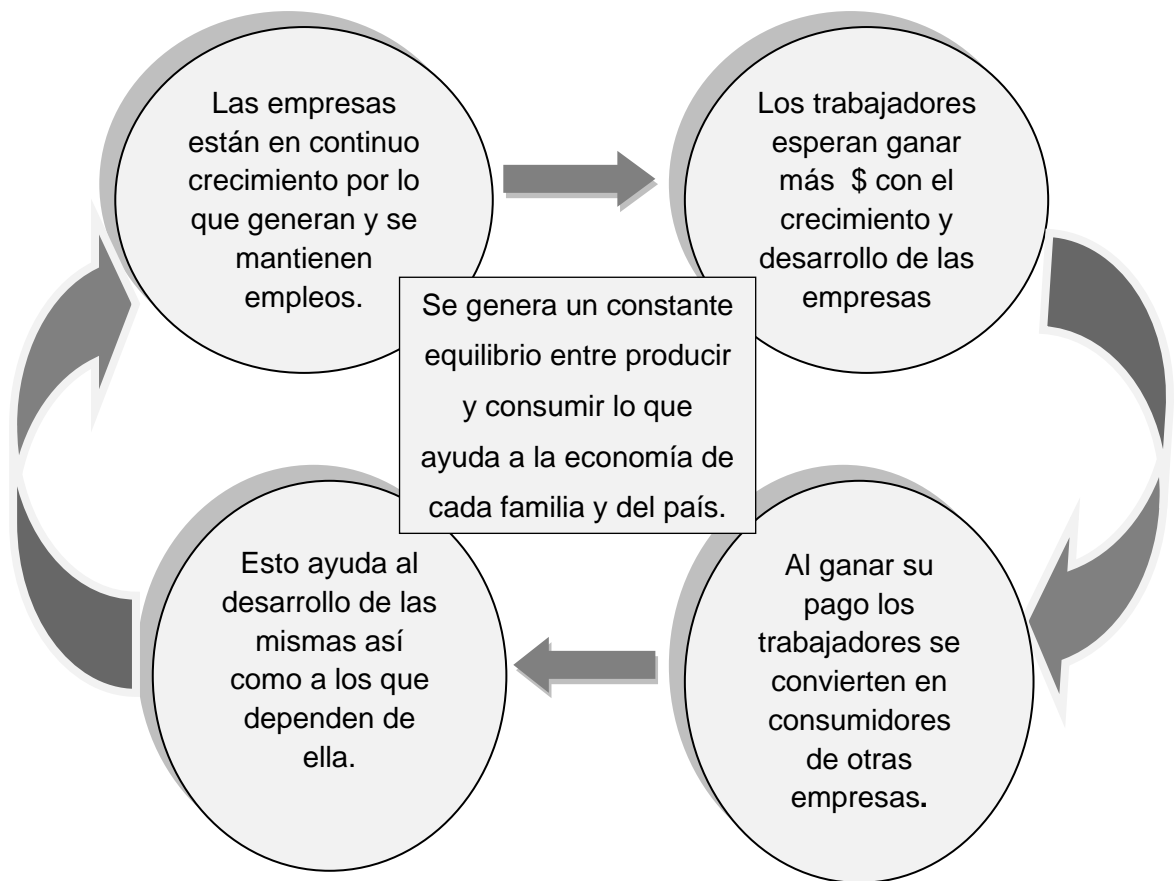 Las empresas
están en continuo
crecimiento por lo
que generan y se
mantienen
empleos.
Los trabajadores
esperan ganar
más $ con el
crecimiento y
desarrollo de las
empresas
Se genera un constante
equilibrio entre producir
y consumir lo que
ayuda a la economía de
cada familia y del país.
Esto ayuda al
desarrollo de las
mismas así
como a los que
dependen de
ella.
Al ganar su
pago los
trabajadores se
convierten en
consumidores
de otras
empresas.